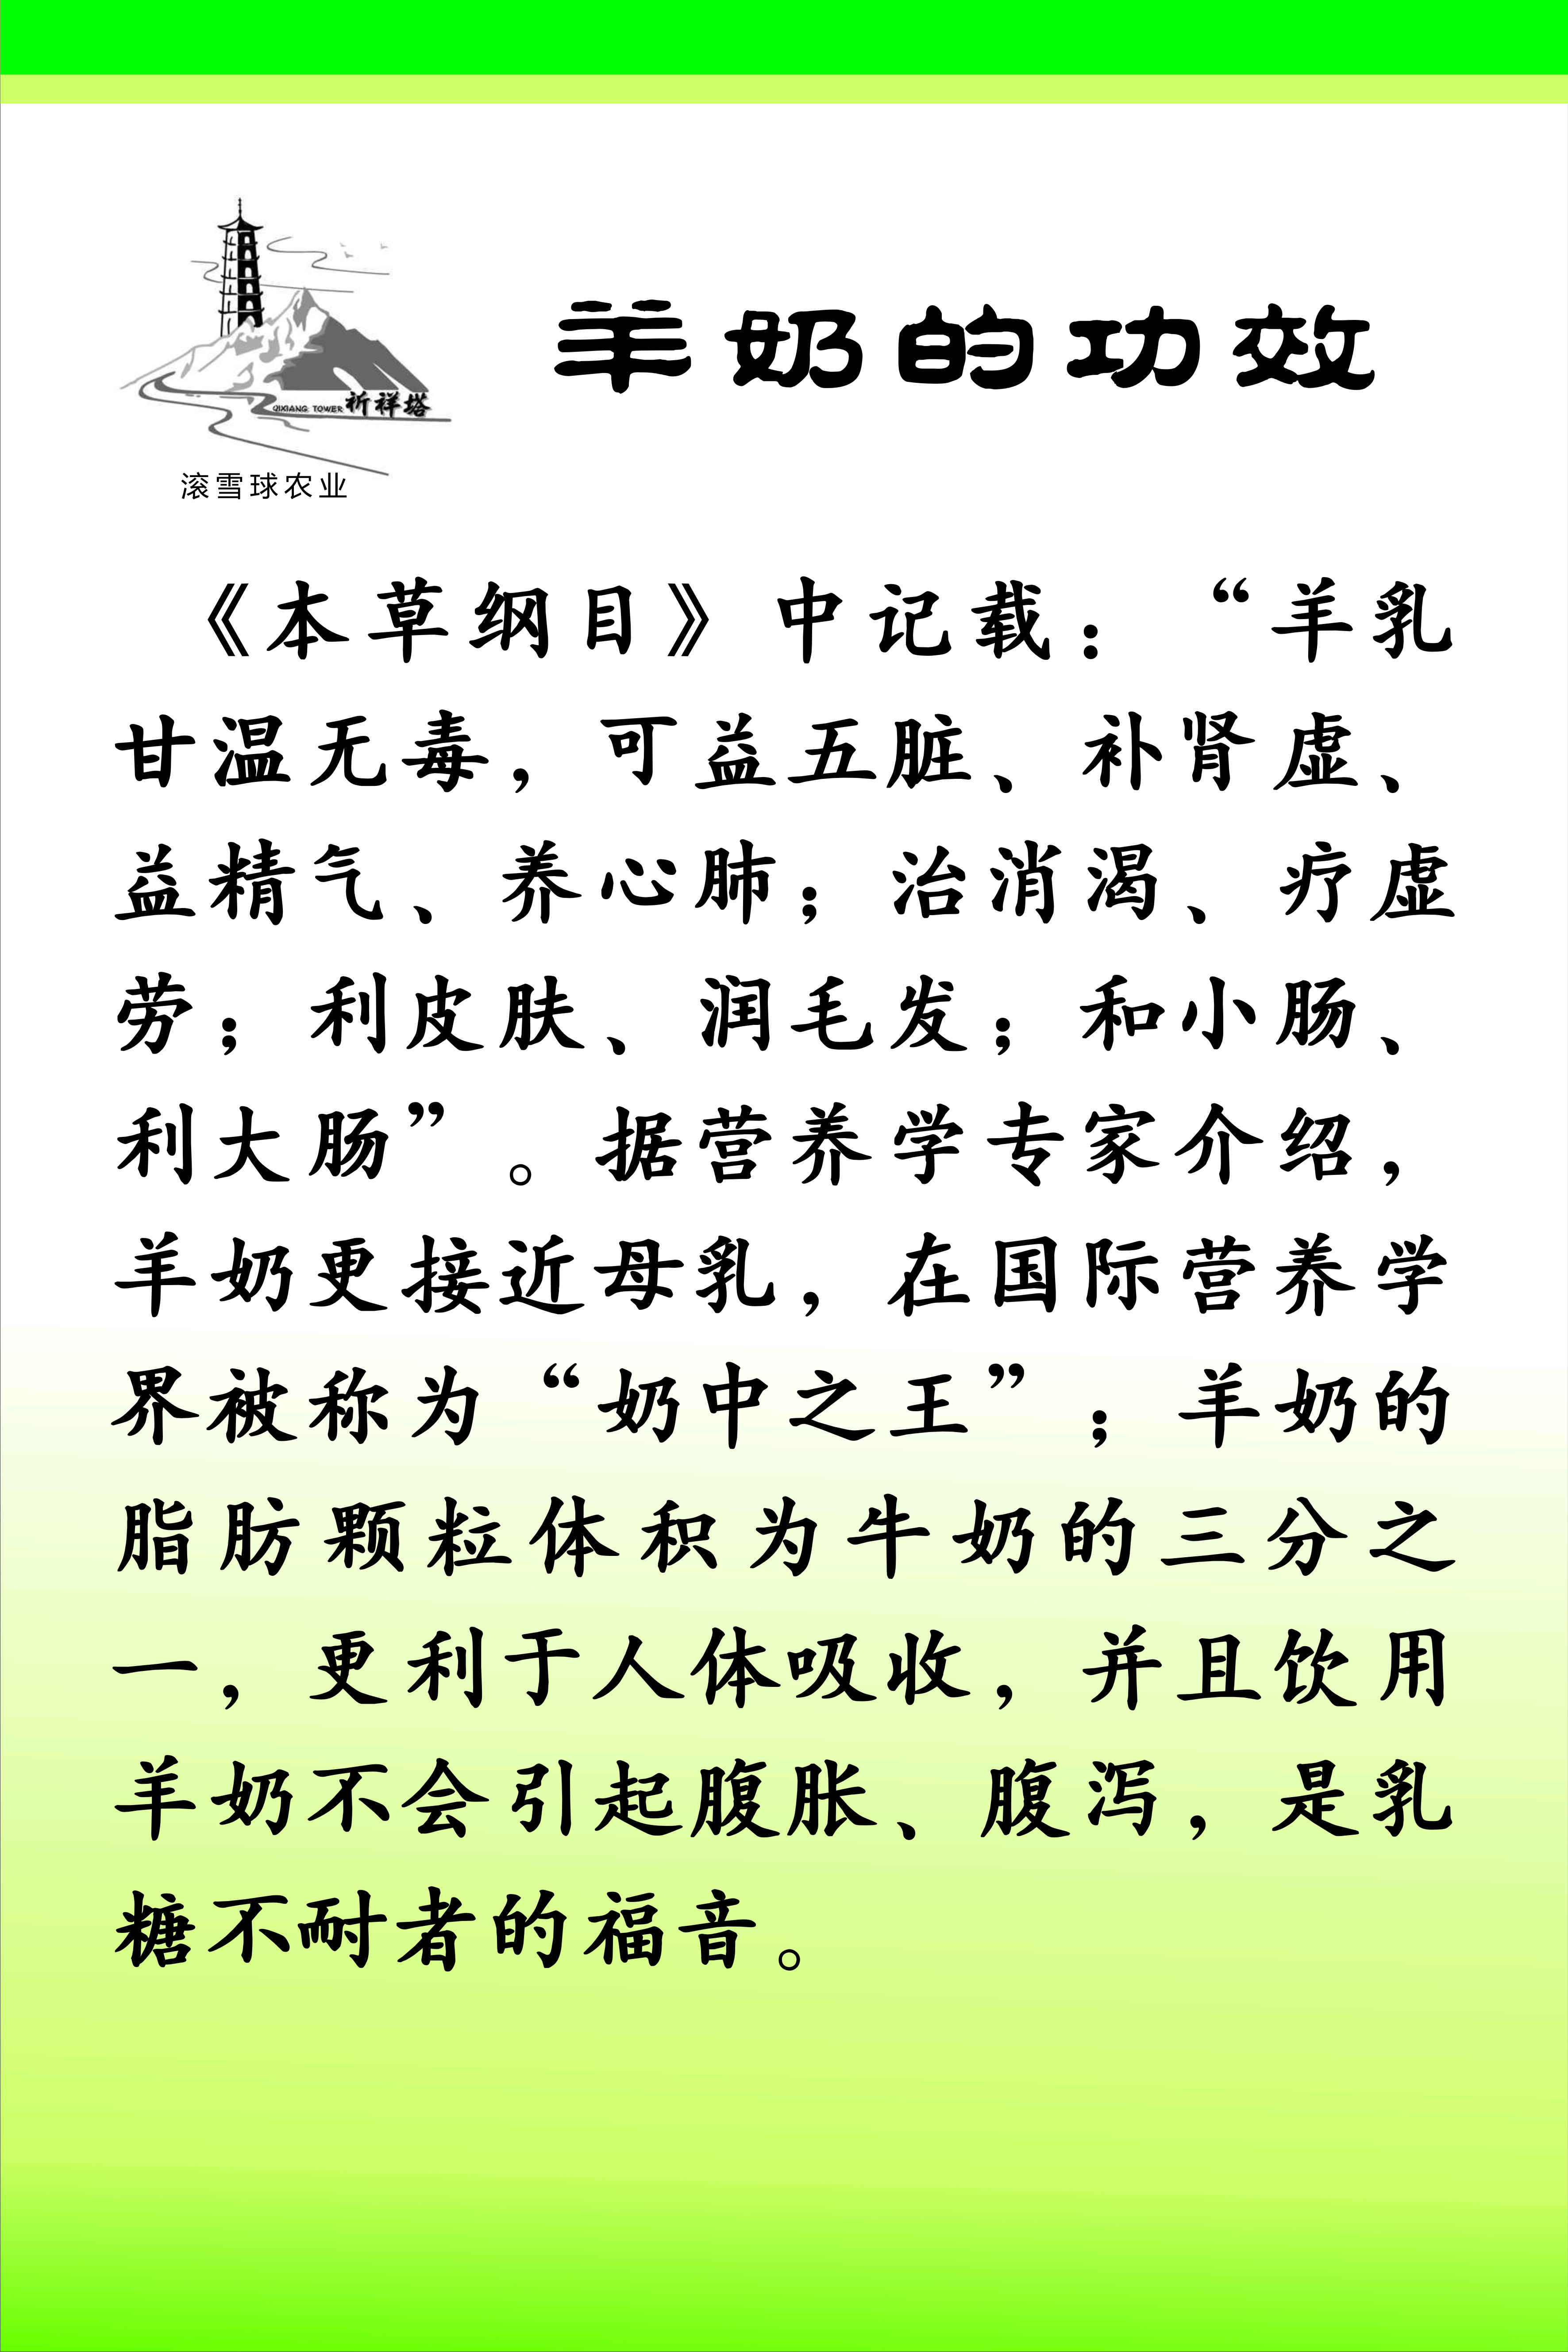 羊奶的功效
QIXIANG TOWER祈祥塔
滚雪球农业
《本草纲目》中记载：“羊乳
甘温无毒，可益五脏、补肾虚、
益精气、养心肺；治消渴、疗虚
劳；利皮肤、润毛发；和小肠、
利大肠”。据营养学专家介绍，
羊奶更接近母乳，在国际营养学
界被称为“奶中之王”；羊奶的
脂肪颗粒体积为牛奶的三分之
一，更利于人体吸收，并且饮用
羊奶不会引起腹胀、腹泻，是乳
糖不耐者的福音。